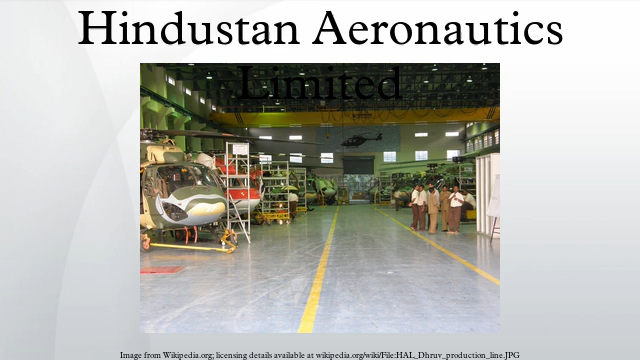 Hindustan Aeronautics
Limited
Image from Wikipedia.org; licensing details available at wikipedia.org/wiki/File:HAL_Dhruv_production_line.JPG